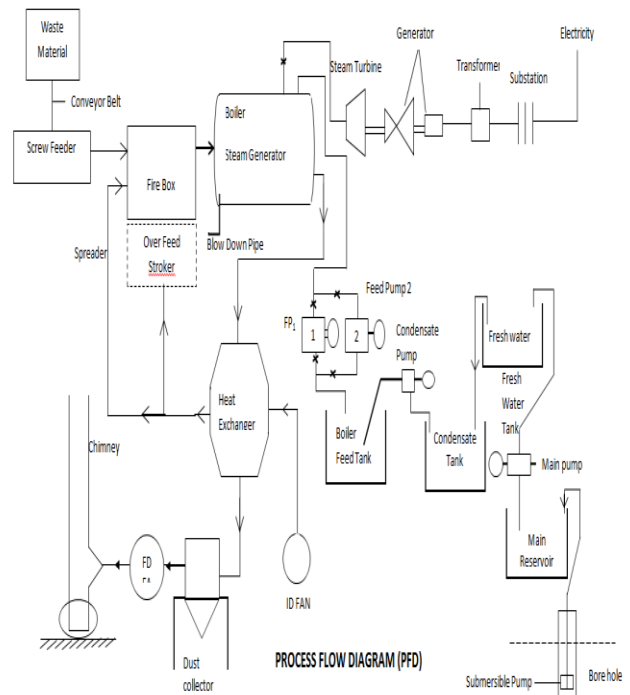 Waste
Material
Conveyor Belt
Screw Feeder
Fire Box
Boiler
Steam Generator
Steam Turbine
Generator
Transformer
Substation
Electricity
Spreader
Over Feed
Stroker
Blow Down Pipe
Feed Pump 2
FP1
1
2
Condensate
Pump
Fresh water
Fresh
Water
Tank
Heat
Exchanger
Boiler
Feed Tank
Condensate
Tank
Main pump
Chimney
Main
Reservoir
FD
ID FAN
Dust
collector
PROCESS FLOW DIAGRAM (PFD)
Submersible Pump
Bore hole